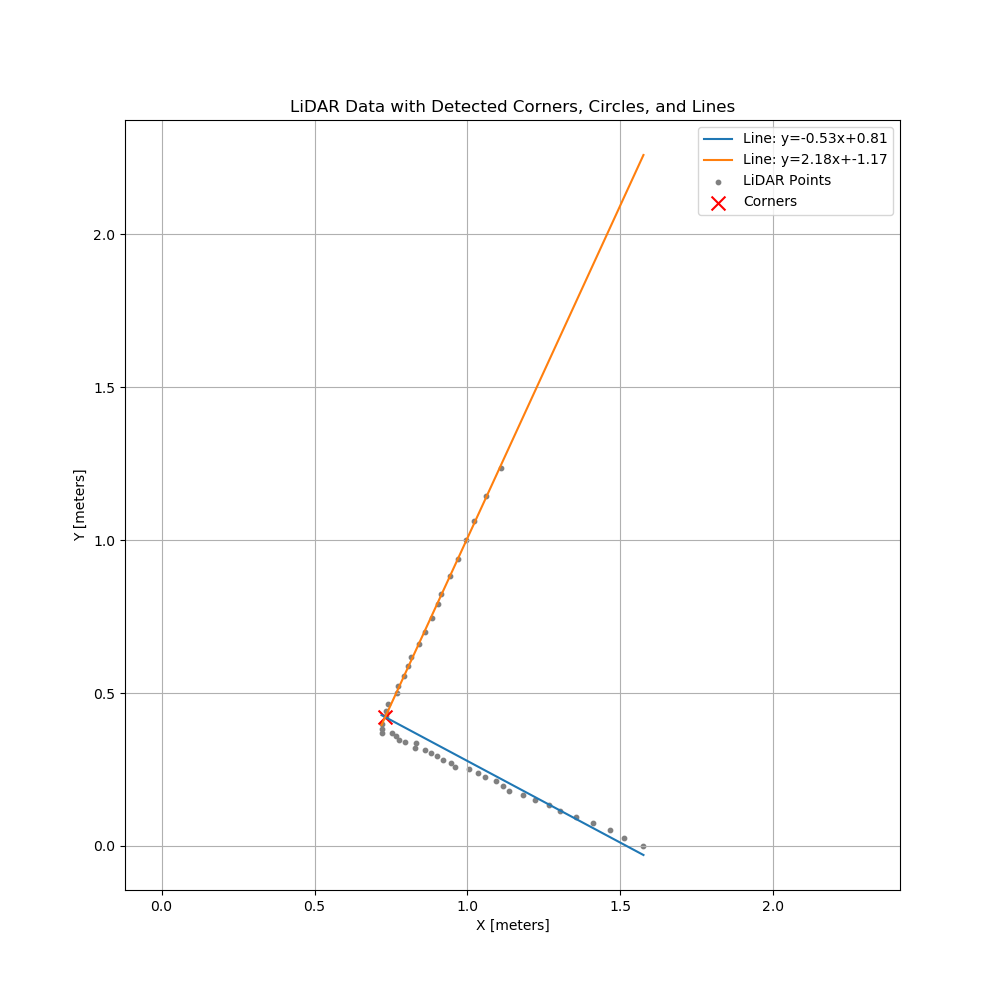 LiDAR Data with Detected Corners, Circles, and Lines
Line: y=-0.53x+0.81
Line: y=2.18x+-1.17
LiDAR Points
Corners
2.0
1.5
1.0
0.5
0.0
Y [meters]
0.0 0.5 1.0 1.5 2.0
X [meters]